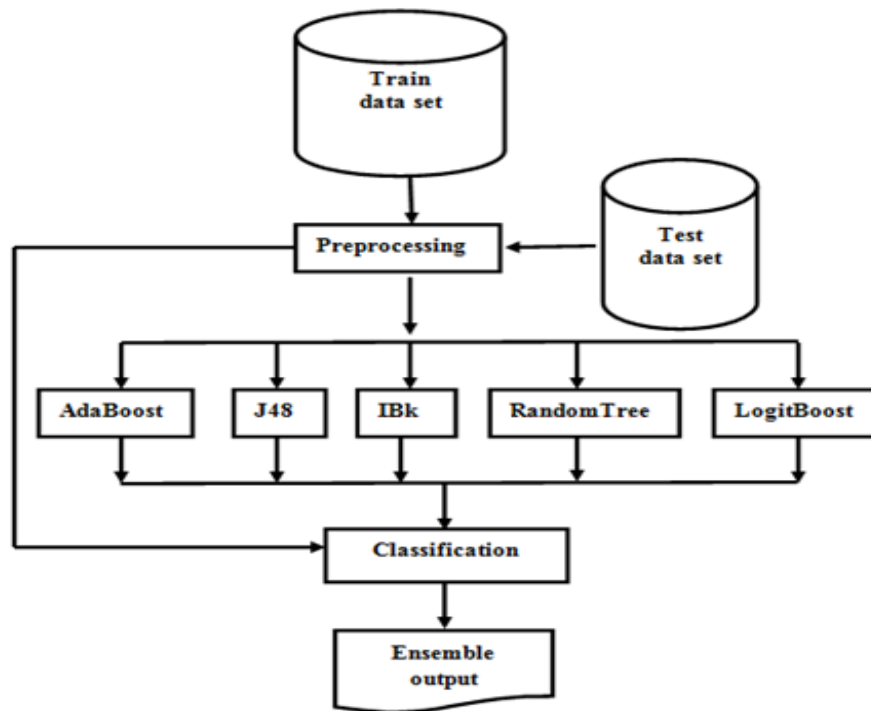 Train
data set
Test
data set
Preprocessing
AdaBoost
J48
IBk
RandomTree
LogitBoost
Classification
Ensemble
output